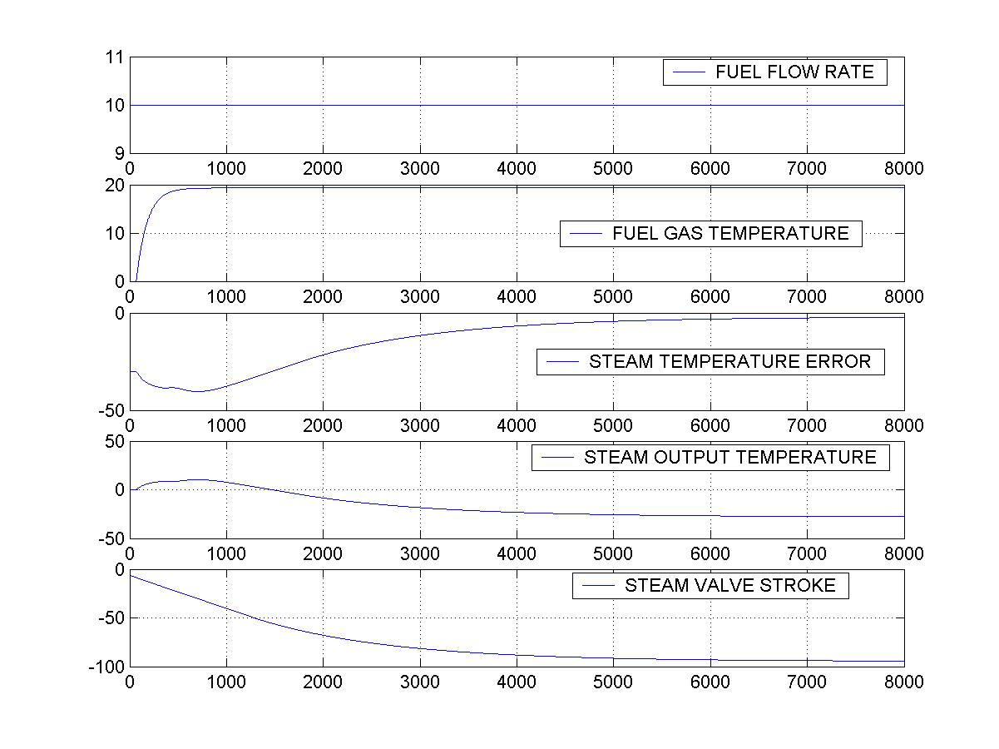 11
FUEL FLOW RATE
10
9
0 1000 2000 3000 4000 5000 6000 7000 8000
20
10
FUEL GAS TEMPERATURE
0
0 1000 2000 3000 4000 5000 6000 7000 8000
0
STEAM TEMPERATURE ERROR
-50
0 1000 2000 3000 4000 5000 6000 7000 8000
50
STEAM OUTPUT TEMPERATURE
0
-50
0 1000 2000 3000 4000 5000 6000 7000 8000
0
STEAM VALVE STROKE
-50
-100
0 1000 2000 3000 4000 5000 6000 7000 8000